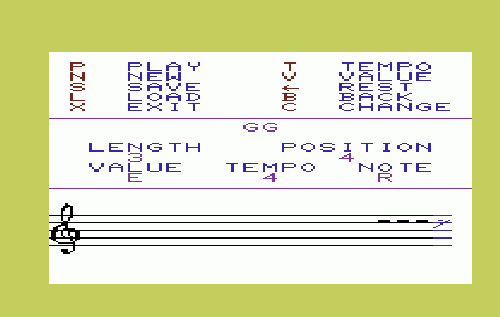 P PLAY T TEMPO
N NEW V VALUE
S SAVE ← REST
L LOAD B BACK
X EXIT C CHANGE
GG
LENGTH POSITION
3 4
VALUE TEMPO NOTE
E 4 R